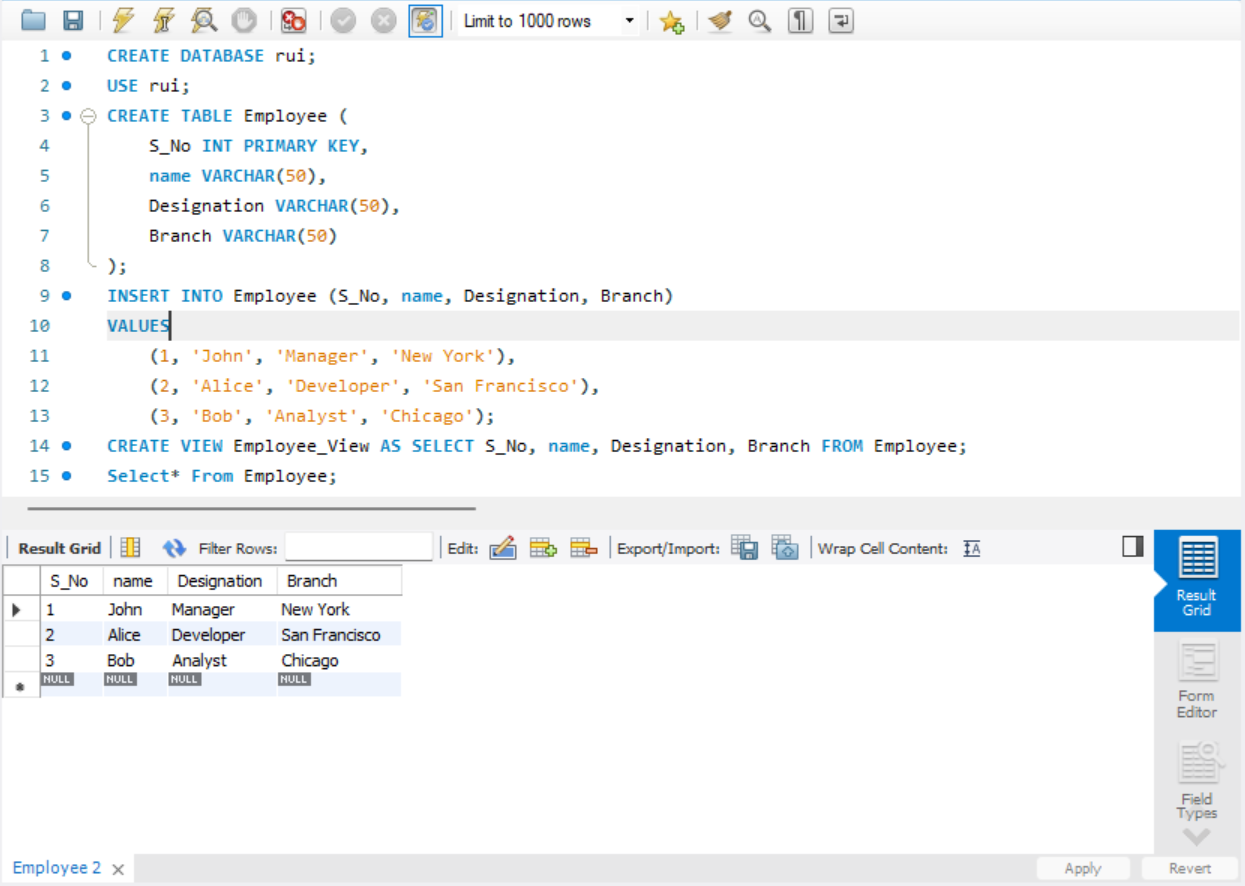 Limit to 1000 rows
1 CREATE DATABASE rui;
2 USE rui;
3 CREATE TABLE Employee (
4 S_No INT PRIMARY KEY,
5 name VARCHAR(50),
6 Designation VARCHAR(50),
7 Branch VARCHAR(50)
8 );
9 INSERT INTO Employee (S_No, name, Designation, Branch)
10 VALUES
11 (1, 'John', 'Manager', 'New York'),
12 (2, 'Alice', 'Developer', 'San Francisco'),
13 (3, 'Bob', 'Analyst', 'Chicago');
14 CREATE VIEW Employee_View AS SELECT S_No, name, Designation, Branch FROM Employee;
15 Select* From Employee;
Result Grid Filter Rows: Edit: Export/Import: Wrap Cell Content: IA
S_No name Designation Branch
1 John Manager New York
2 Alice Developer San Francisco
3 Bob Analyst Chicago
NULL NULL NULL NULL
Result
Grid
Form
Editor
Field
Types
Employee 2 Apply Revert